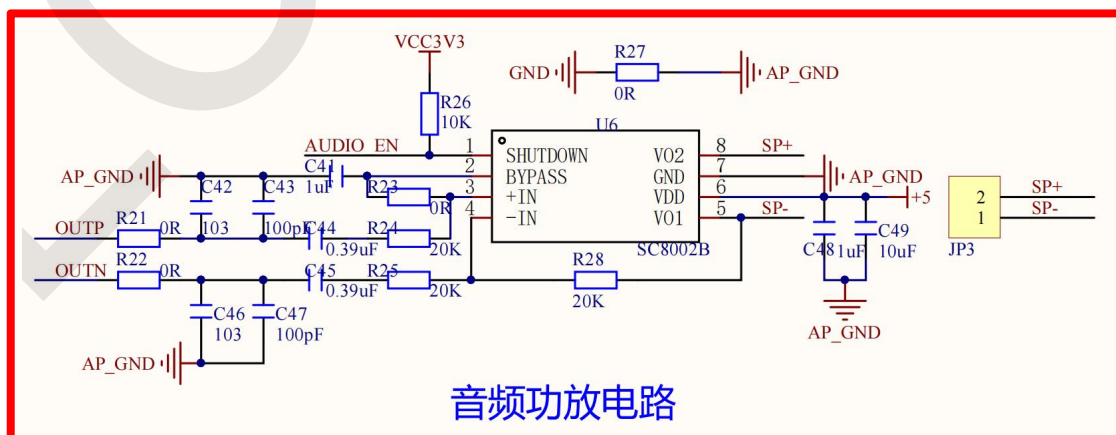 VCC3V3
R27
GND
AP_GND
0R
R26
10K
U6
AUDIO_EN
1
SHUTDOWN
VO2
8
SP+
C41
1uF
2
BYPASS
GND
7
AP_GND
AP_GND
C42
C43
R23
0R
3
+IN
VDD
6
+5
4
-IN
VO1
5
SP-
2
SP+
1
SP-
JP3
OUTP
R21
0R
103
100pF
C44
0.39uF
R24
20K
SC8002B
C48
1uF
C49
10uF
OUTN
R22
0R
C45
0.39uF
R25
20K
R28
20K
C46
103
C47
100pF
AP_GND
AP_GND
音频功放电路